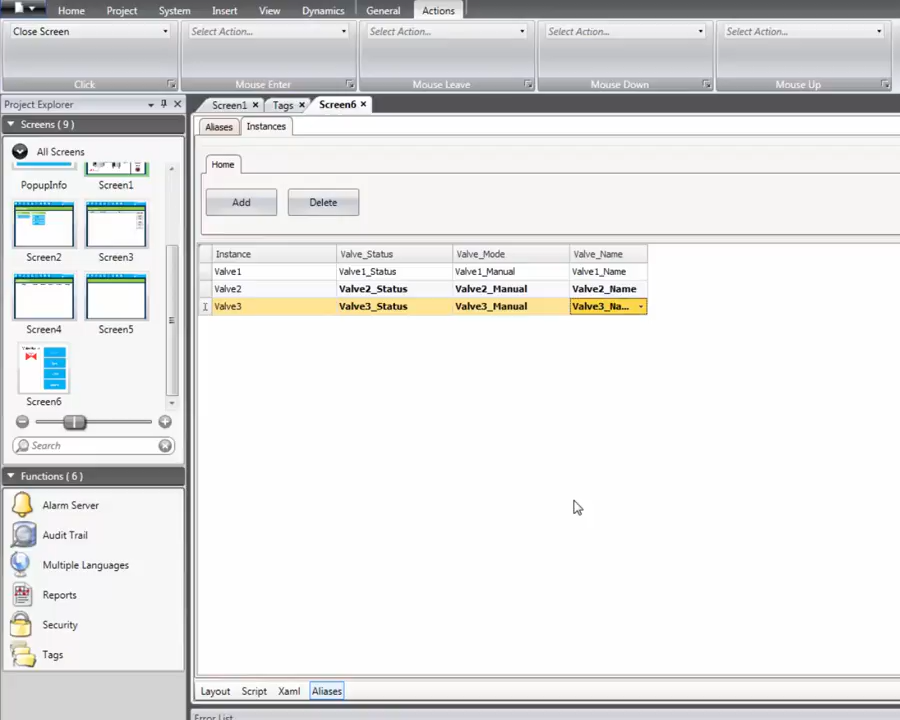 Home Project System Insert View Dynamics General Actions
Close Screen Select Action... Select Action... Select Action... Select Action...
Click Mouse Enter Mouse Leave Mouse Down Mouse Up
Project Explorer
Screens ( 9 )
All Screens
PopupInfo Screen1
Screen2 Screen3
Screen4 Screen5
Screen6
Search
Functions ( 6 )
Alarm Server
Audit Trail
Multiple Languages
Reports
Security
Tags
Screen1 Tags Screen6
Aliases Instances
Home
Add Delete
Instance Valve_Status Valve_Mode Valve_Name
Valve1 Valve1_Status Valve1_Manual Valve1_Name
Valve2 Valve2_Status Valve2_Manual Valve2_Name
Valve3 Valve3_Status Valve3_Manual Valve3_Na...
Layout Script Xaml Aliases
Error List